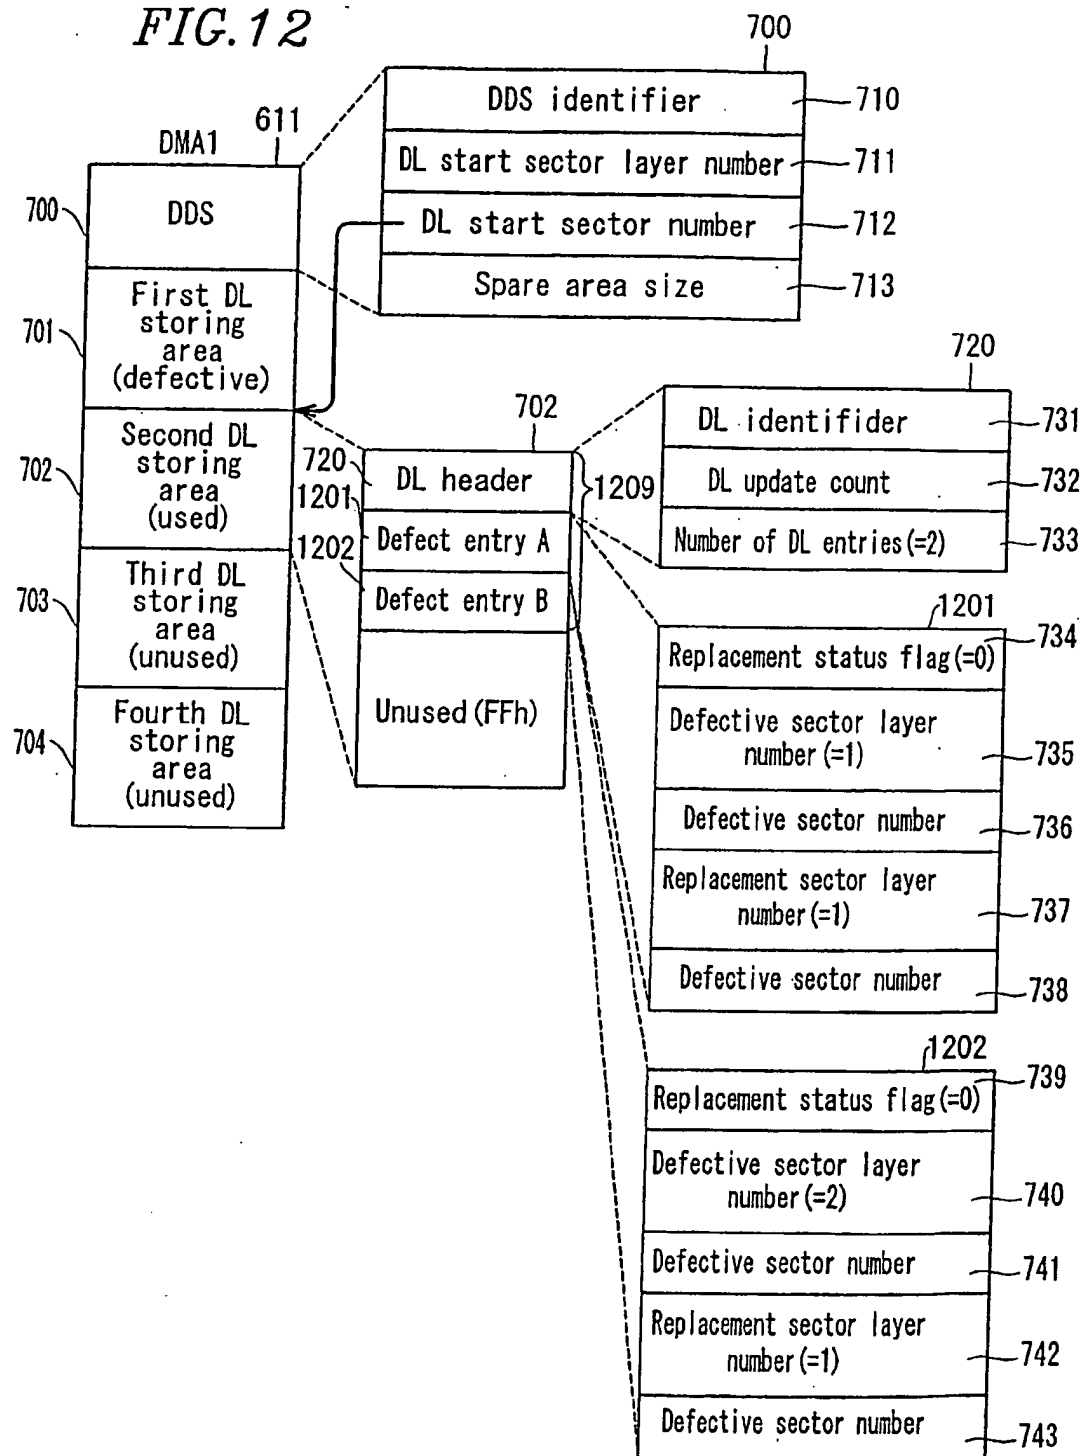 FIG.12
700
DDS identifier
710
DL start sector layer number
711
DL start sector number
712
Spare area size
713
DMA1
611
700
DDS
701
First DL
storing
area
(defective)
702
Second DL
storing
area
(used)
703
Third DL
storing
area
(unused)
704
Fourth DL
storing
area
(unused)
702
720
DL header
1209
1201
Defect entry A
1202
Defect entry B
Unused(FFh)
720
DL identifider
731
DL update count
732
Number of DL entries(=2)
733
1201
Replacement status flag(=0)
734
Defective sector layer
number(=1)
735
Defective sector number
736
Replacement sector layer
number(=1)
737
Defective sector number
738
1202
Replacement status flag(=0)
739
Defective sector layer
number(=2)
740
Defective sector number
741
Replacement sector layer
number(=1)
742
Defective sector number
743